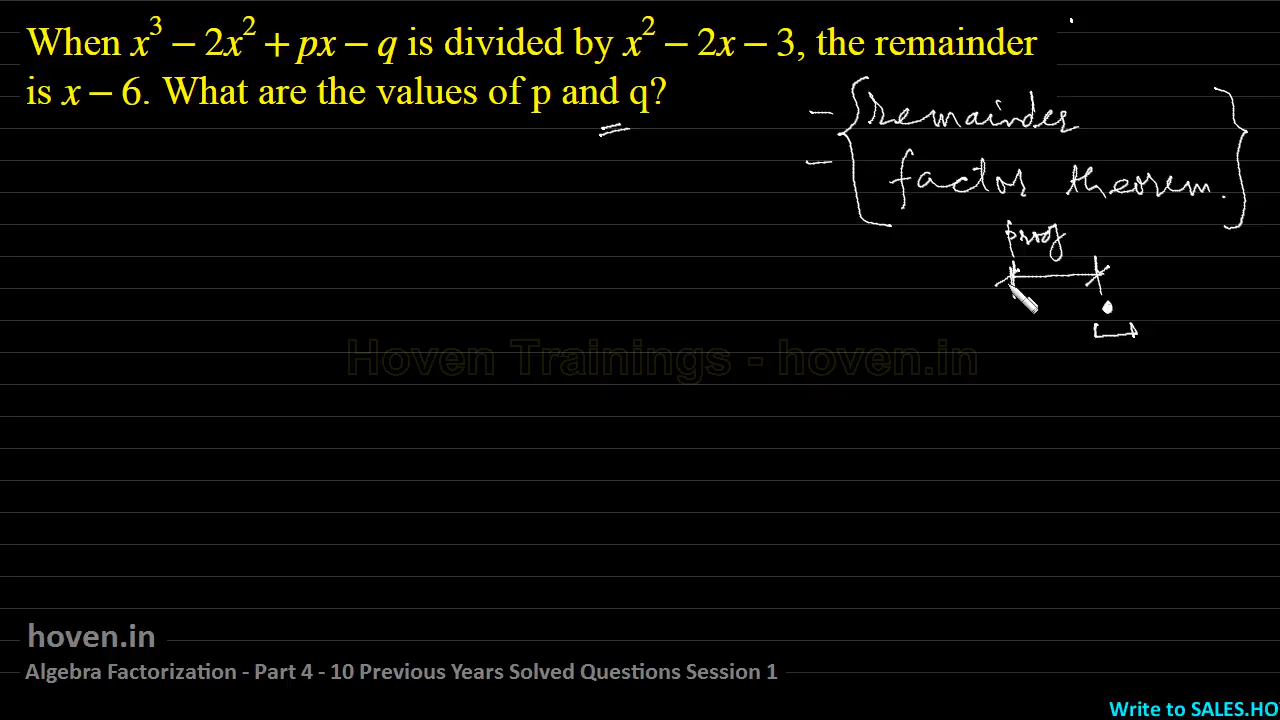 When x³ − 2x² + px − q is divided by x² − 2x − 3, the remainder
is x − 6. What are the values of p and q?
remainder
factor theorem.
proof
Hoven Trainings - hoven.in
hoven.in
Algebra Factorization - Part 4 - 10 Previous Years Solved Questions Session 1
Write to SALES.HO